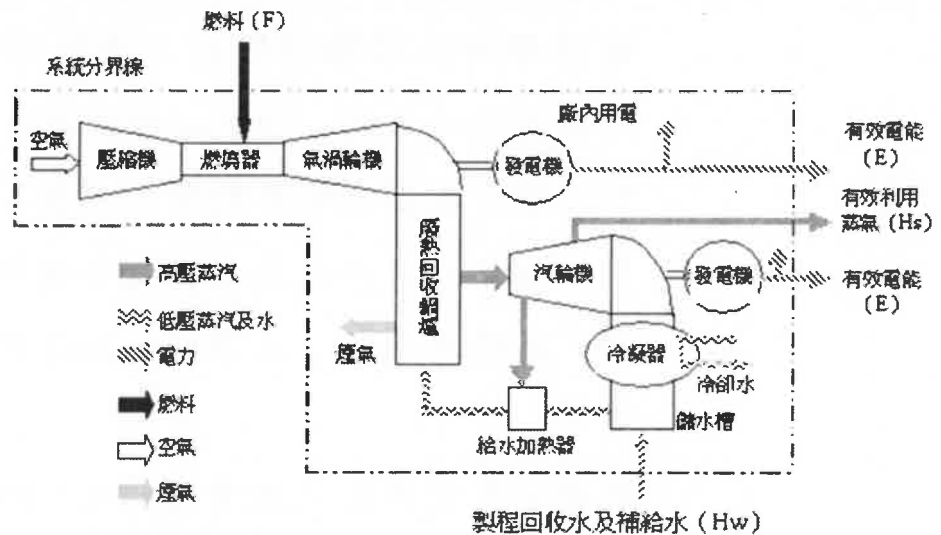 燃料(F)
系統分界線
廠內用電
空氣
壓縮機
燃燒器
氣渦輪機
發電機
有效電能
(E)
有效利用
蒸氣(Hs)
廢熱回收鍋爐
汽輪機
發電機
有效電能
(E)
高壓蒸汽
低壓蒸汽及水
煙氣
冷凝器
冷卻水
電力
儲水槽
給水加熱器
燃料
空氣
煙氣
製程回收水及補給水(Hw)